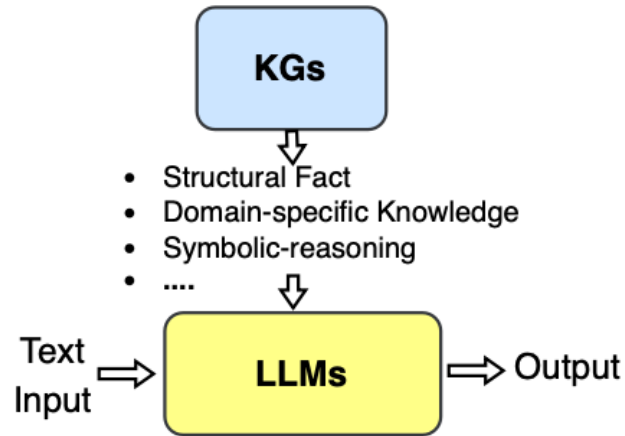 KGs
• Structural Fact
• Domain-specific Knowledge
• Symbolic-reasoning
• ....
Text
Input
LLMs
Output